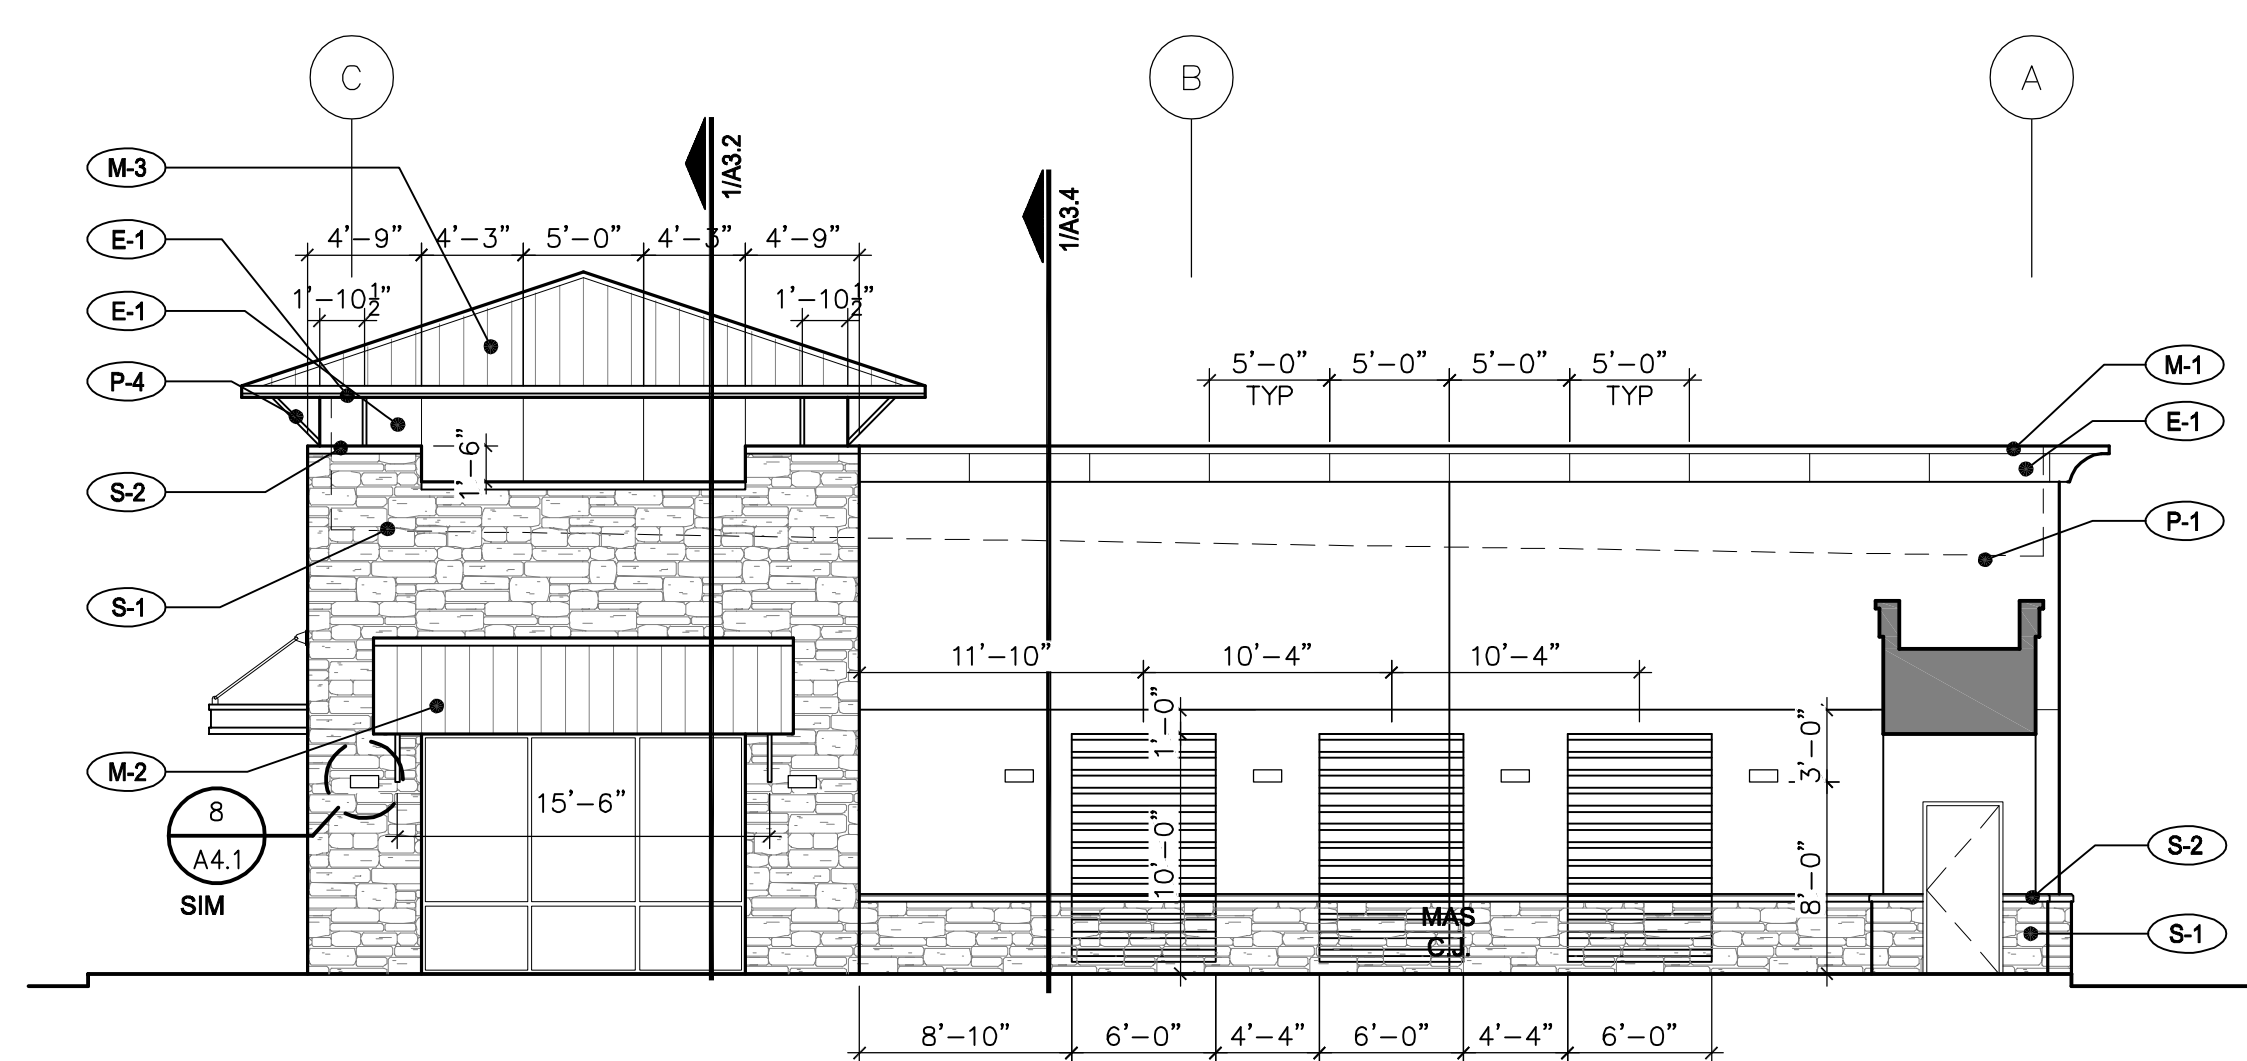 C
B
A
M-3
1/A3.2
1/A3.4
E-1
4'-9" 4'-3" 5'-0" 4'-3" 4'-9"
1'-10½" 1'-10½"
E-1
P-4
5'-0" 5'-0" 5'-0" 5'-0"
TYP TYP
M-1
E-1
1'-6"
S-2
P-1
S-1
11'-10" 10'-4" 10'-4"
1'-0"
3'-0"
M-2
15'-6"
8
A4.1
SIM
10'-0"
8'-0"
S-2
MAS
C.J.
S-1
8'-10" 6'-0" 4'-4" 6'-0" 4'-4" 6'-0"